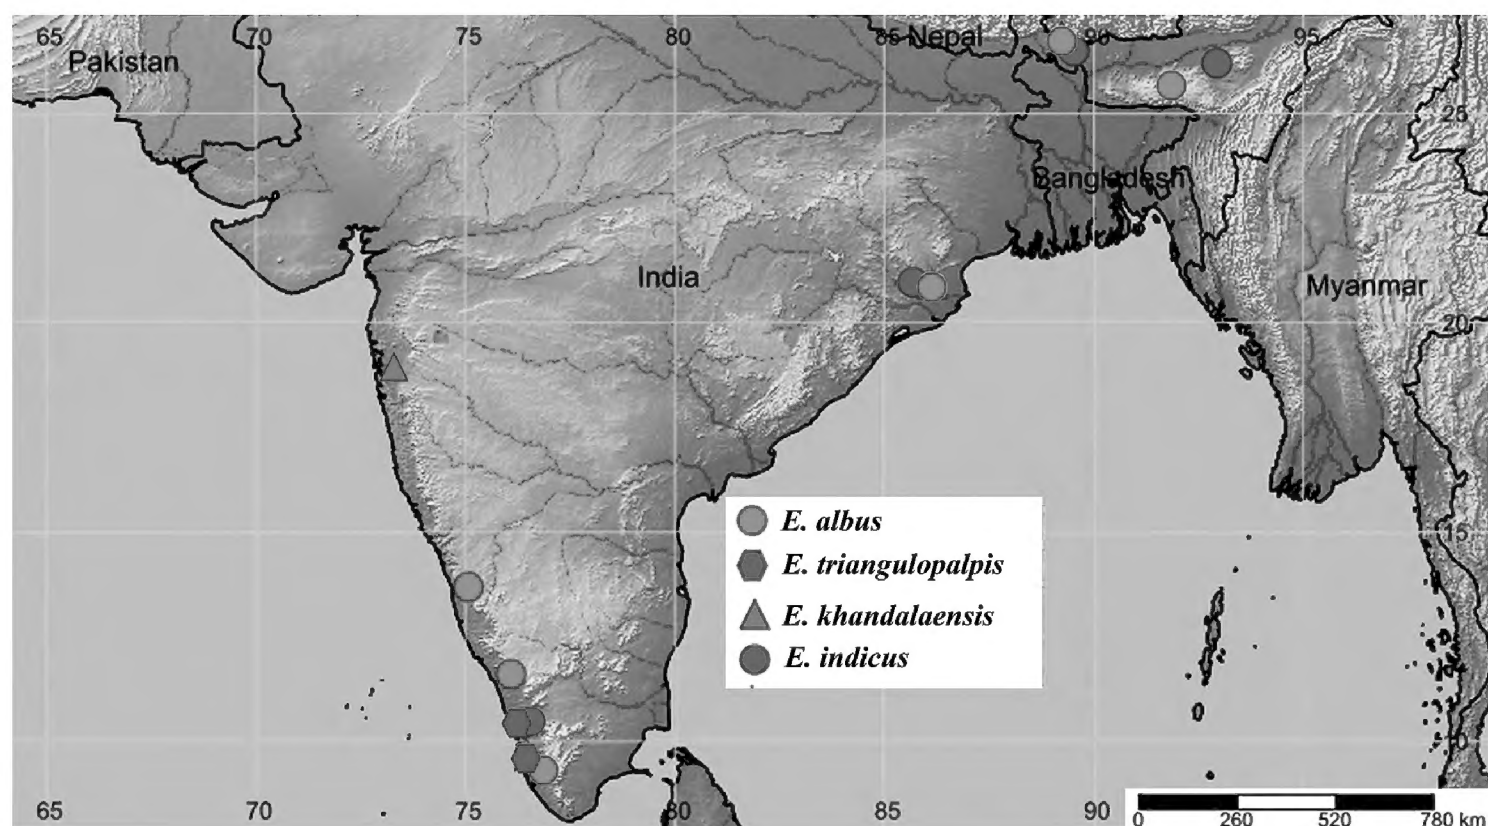 65 70 75 80 85 Nepal 90 95
Pakistan
25
Bangladesh
India
Myanmar
20
E. albus
15
E. triangulopalpis
E. khandalaensis
E. indicus
10
65 70 75 80 85 90
0 260 520 780 km